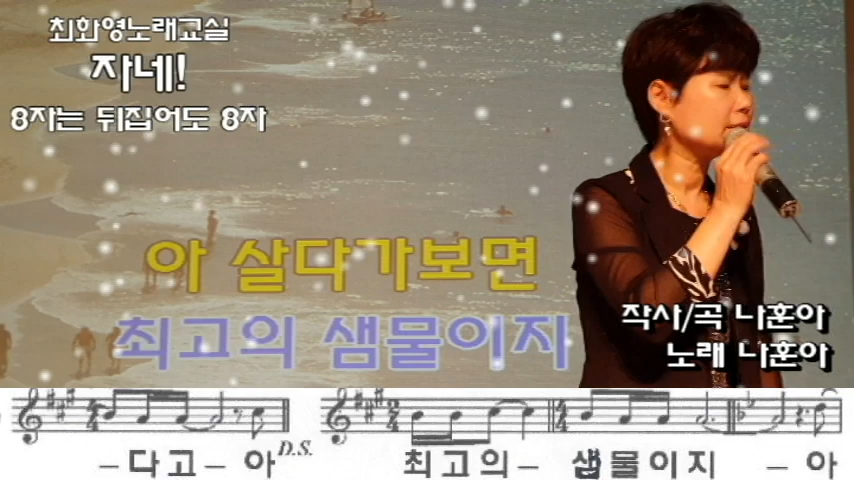 최화영노래교실
자네!
8자는 뒤집어도 8자
아 살다가보면
최고의 샘물이지
작사/곡 나훈아
노래 나훈아
–다고– 아 D.S. 최고의– 샘물이지 – 아